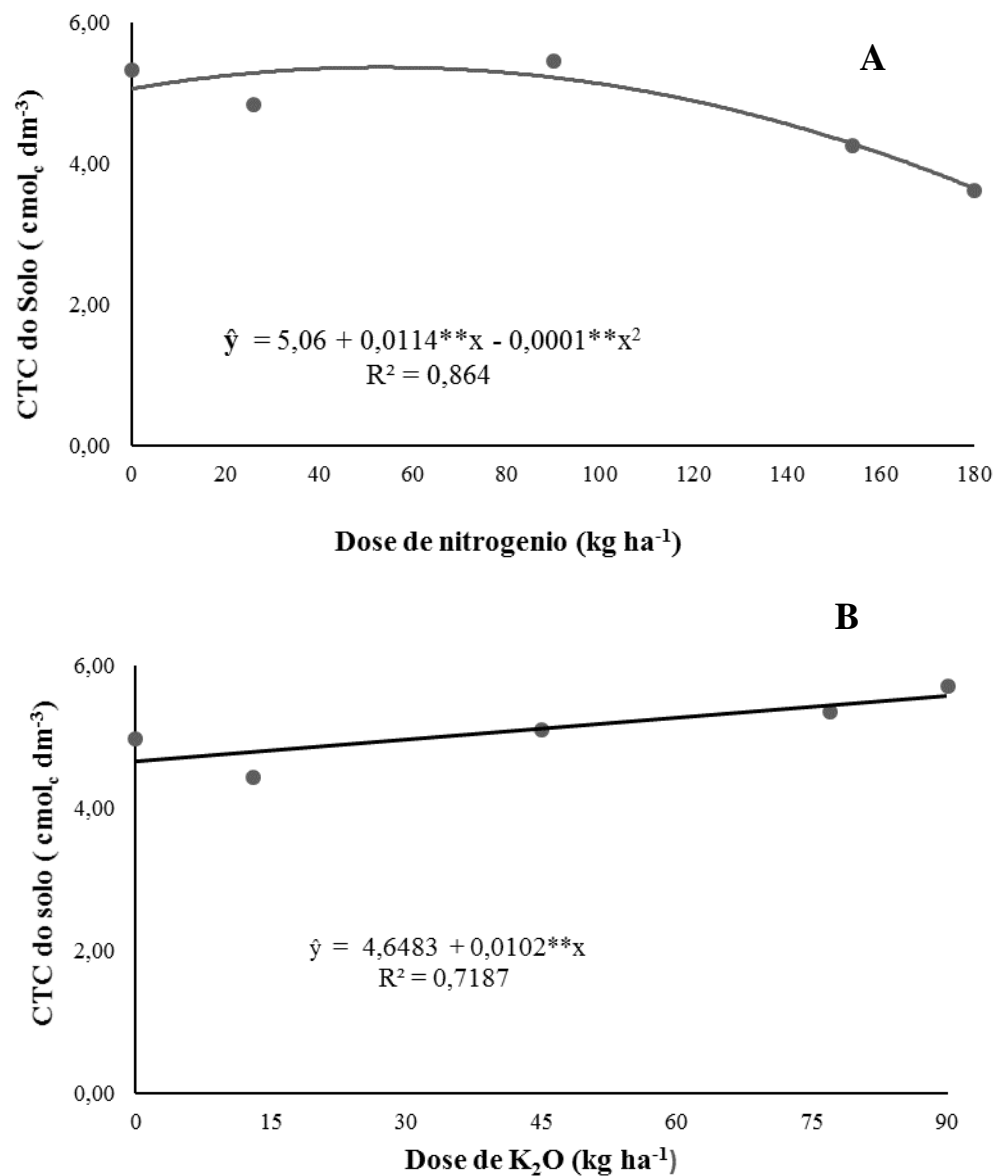 6,00
A
4,00
2,00
0,00
CTC do Solo ( cmolc dm-3)
ŷ = 5,06 + 0,0114**x - 0,0001**x²
R² = 0,864
0 20 40 60 80 100 120 140 160 180
Dose de nitrogenio (kg ha-1)
B
6,00
4,00
2,00
0,00
CTC do solo ( cmolc dm-3)
ŷ = 4,6483 + 0,0102**x
R² = 0,7187
0 15 30 45 60 75 90
Dose de K2O (kg ha-1)